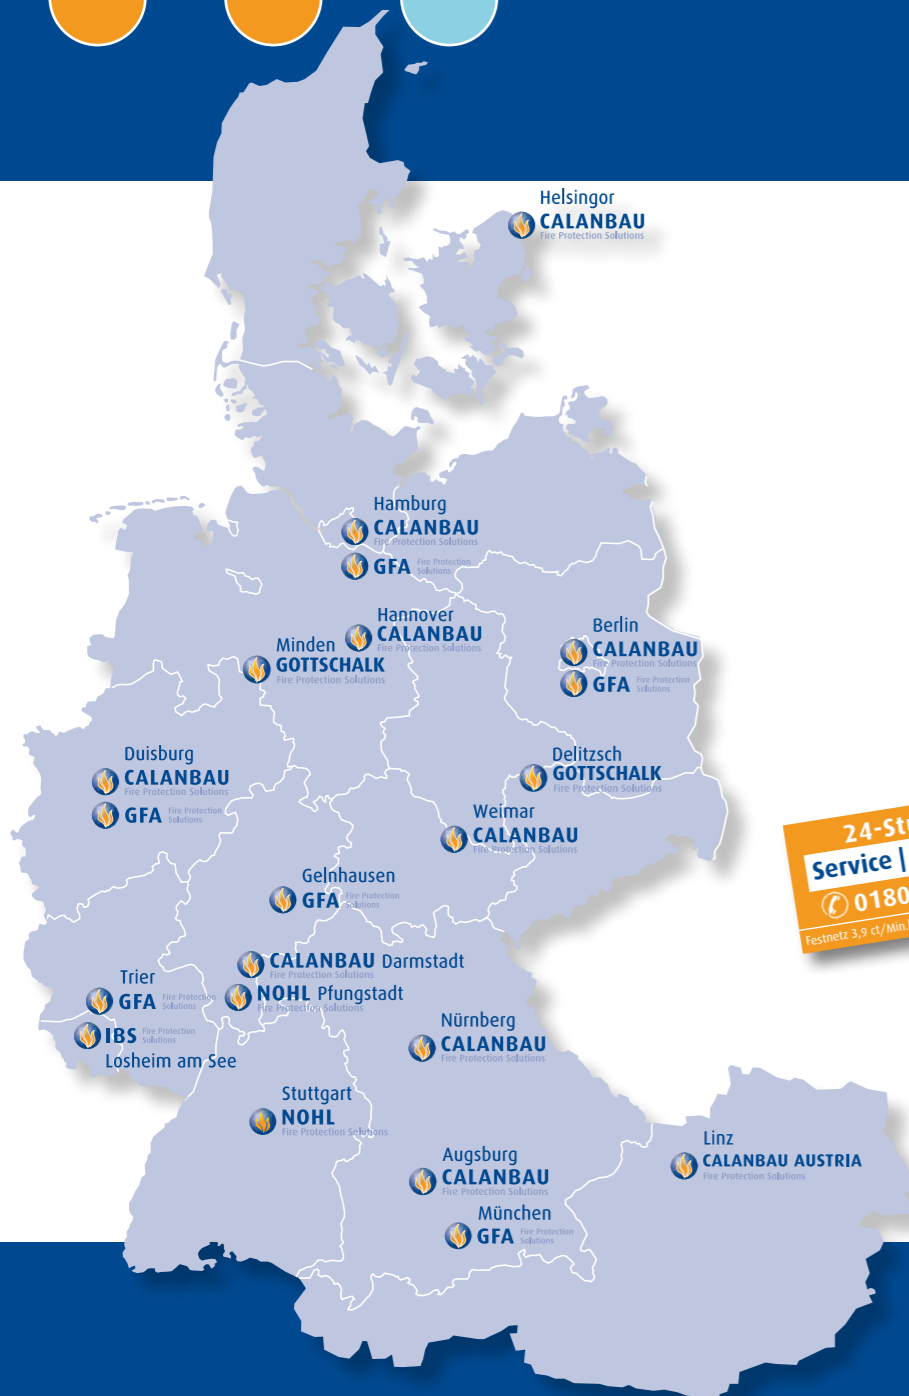 Helsingor
CALANBAU
Fire Protection Solutions
Hamburg
CALANBAU
Fire Protection Solutions
GFA Fire Protection
Solutions
Hannover
CALANBAU
Fire Protection Solutions
Minden
GOTTSCHALK
Fire Protection Solutions
Berlin
CALANBAU
Fire Protection Solutions
GFA Fire Protection
Solutions
Duisburg
CALANBAU
Fire Protection Solutions
GFA Fire Protection
Solutions
Delitzsch
GOTTSCHALK
Fire Protection Solutions
Weimar
CALANBAU
Fire Protection Solutions
24-St
Service |
0180
Festnetz 3,9 ct/Min.
Gelnhausen
GFA Fire Protection
Solutions
CALANBAU Darmstadt
Fire Protection Solutions
NOHL Pfungstadt
Fire Protection Solutions
Trier
GFA Fire Protection
Solutions
IBS Fire Protection
Solutions
Losheim am See
Nürnberg
CALANBAU
Fire Protection Solutions
Stuttgart
NOHL
Fire Protection Solutions
Linz
CALANBAU AUSTRIA
Fire Protection Solutions
Augsburg
CALANBAU
Fire Protection Solutions
München
GFA Fire Protection
Solutions